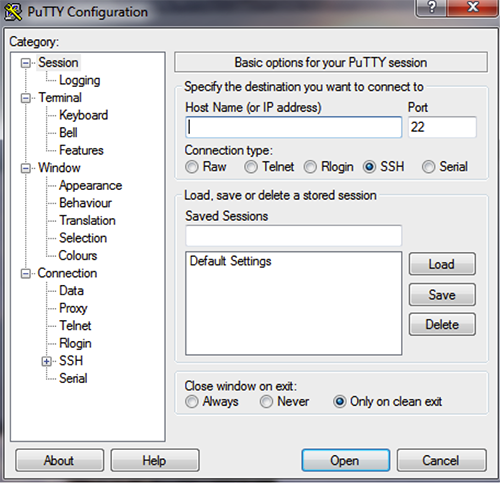 PuTTY Configuration
?
Category:
Session
Logging
Terminal
Keyboard
Bell
Features
Window
Appearance
Behaviour
Translation
Selection
Colours
Connection
Data
Proxy
Telnet
Rlogin
SSH
Serial
Basic options for your PuTTY session
Specify the destination you want to connect to
Host Name (or IP address) Port
22
Connection type:
Raw Telnet Rlogin SSH Serial
Load, save or delete a stored session
Saved Sessions
Default Settings
Load
Save
Delete
Close window on exit:
Always Never Only on clean exit
About Help Open Cancel